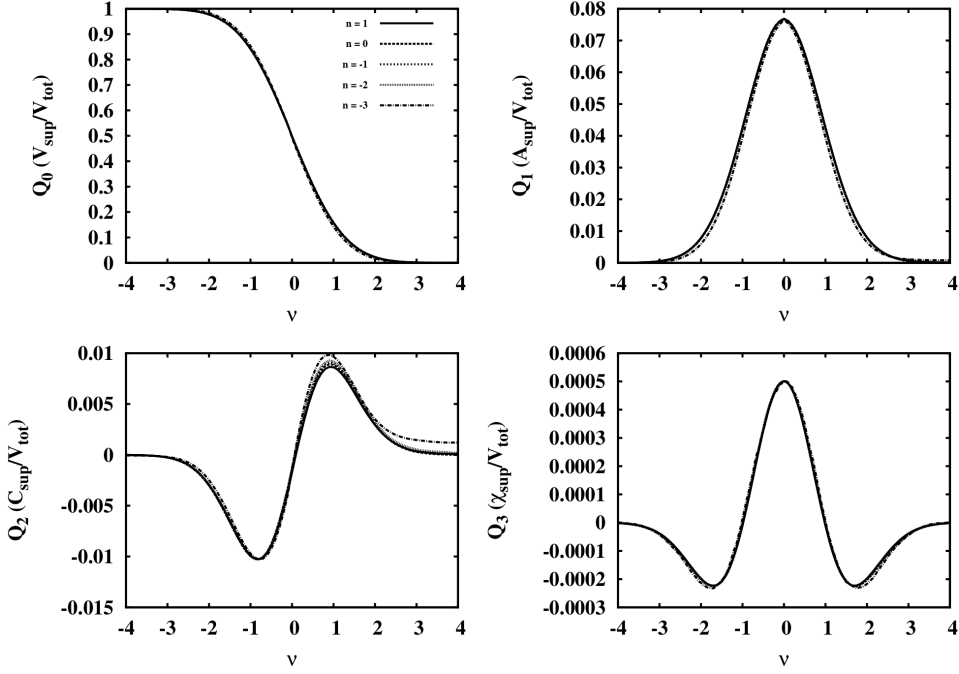 Q0 (Vsup/Vtot)
1
0.9
0.8
0.7
0.6
0.5
0.4
0.3
0.2
0.1
0
n = 1
n = 0
n = -1
n = -2
n = -3
-4 -3 -2 -1 0 1 2 3 4
ν
Q1 (Asup/Vtot)
0.08
0.07
0.06
0.05
0.04
0.03
0.02
0.01
0
-4 -3 -2 -1 0 1 2 3 4
ν
Q2 (Csup/Vtot)
0.01
0.005
0
-0.005
-0.01
-0.015
-4 -3 -2 -1 0 1 2 3 4
ν
Q3 (χsup/Vtot)
0.0006
0.0005
0.0004
0.0003
0.0002
0.0001
0
-0.0001
-0.0002
-0.0003
-4 -3 -2 -1 0 1 2 3 4
ν